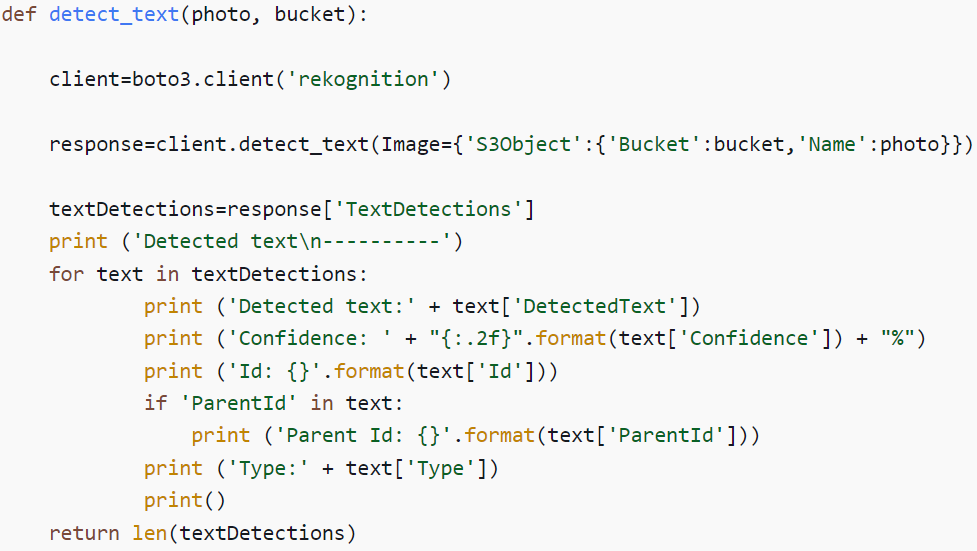 def detect_text(photo, bucket):
client=boto3.client('rekognition')
response=client.detect_text(Image={'S3Object':{'Bucket':bucket,'Name':photo}})
textDetections=response['TextDetections']
print ('Detected text\n----------')
for text in textDetections:
print ('Detected text:' + text['DetectedText'])
print ('Confidence: ' + "{:.2f}".format(text['Confidence']) + "%")
print ('Id: {}'.format(text['Id']))
if 'ParentId' in text:
print ('Parent Id: {}'.format(text['ParentId']))
print ('Type:' + text['Type'])
print()
return len(textDetections)